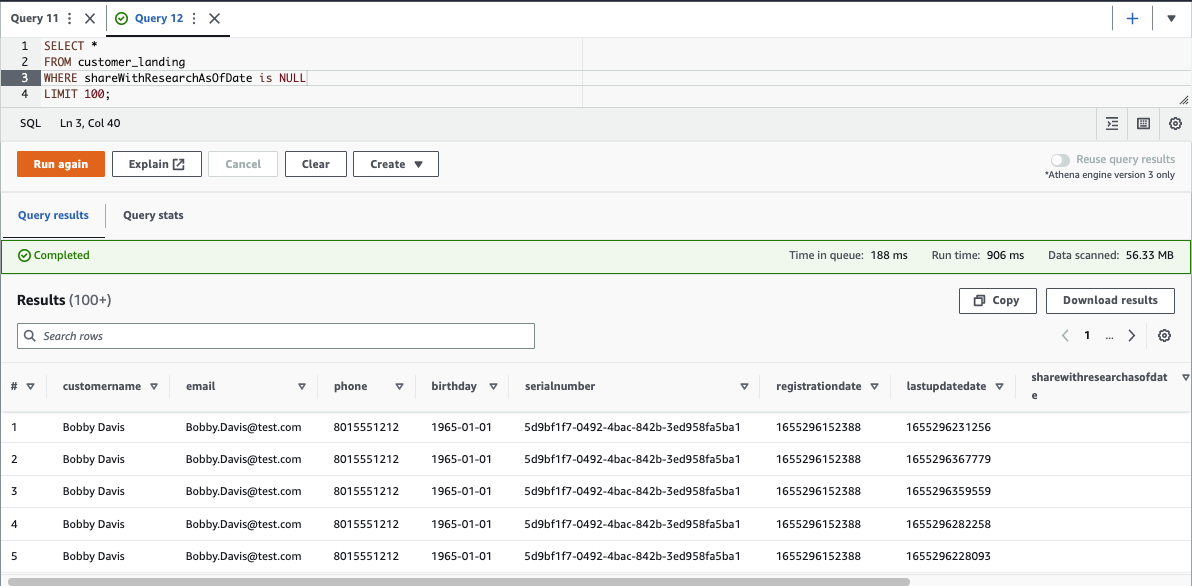 Query 11
Query 12
1 SELECT *
2 FROM customer_landing
3 WHERE shareWithResearchAsOfDate is NULL
4 LIMIT 100;
SQL Ln 3, Col 40
Run again Explain Cancel Clear Create
Reuse query results
*Athena engine version 3 only
Query results Query stats
Completed Time in queue: 188 ms Run time: 906 ms Data scanned: 56.33 MB
Results (100+) Copy Download results
Search rows 1 ...
# customername email phone birthday serialnumber registrationdate lastupdatedate sharewithresearchasofdat
e
1 Bobby Davis Bobby.Davis@test.com 8015551212 1965-01-01 5d9bf1f7-0492-4bac-842b-3ed958fa5ba1 1655296152388 1655296231256
2 Bobby Davis Bobby.Davis@test.com 8015551212 1965-01-01 5d9bf1f7-0492-4bac-842b-3ed958fa5ba1 1655296152388 1655296367779
3 Bobby Davis Bobby.Davis@test.com 8015551212 1965-01-01 5d9bf1f7-0492-4bac-842b-3ed958fa5ba1 1655296152388 1655296359559
4 Bobby Davis Bobby.Davis@test.com 8015551212 1965-01-01 5d9bf1f7-0492-4bac-842b-3ed958fa5ba1 1655296152388 1655296282258
5 Bobby Davis Bobby.Davis@test.com 8015551212 1965-01-01 5d9bf1f7-0492-4bac-842b-3ed958fa5ba1 1655296152388 1655296228093